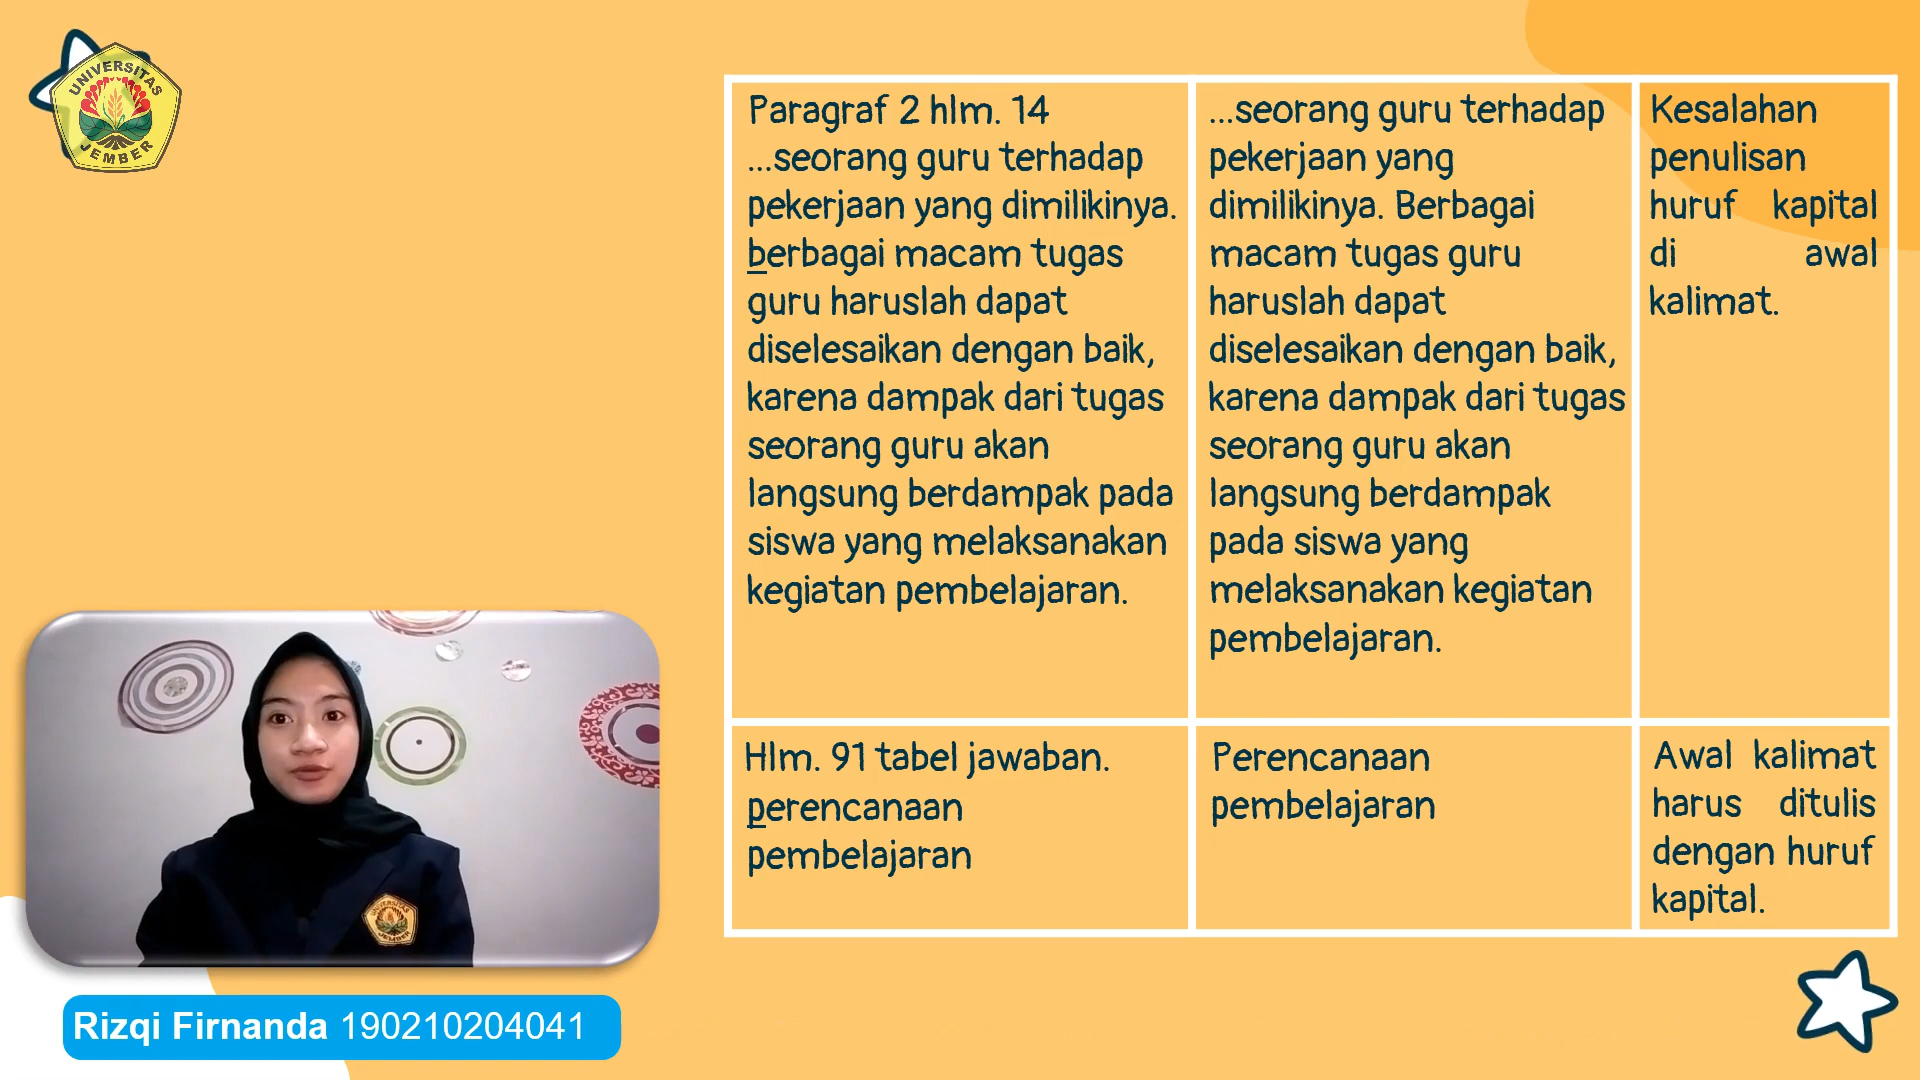 UNIVERSITAS
JEMBER
Paragraf 2 hlm. 14
...seorang guru terhadap
pekerjaan yang dimilikinya.
berbagai macam tugas
guru haruslah dapat
diselesaikan dengan baik,
karena dampak dari tugas
seorang guru akan
langsung berdampak pada
siswa yang melaksanakan
kegiatan pembelajaran.
...seorang guru terhadap
pekerjaan yang
dimilikinya. Berbagai
macam tugas guru
haruslah dapat
diselesaikan dengan baik,
karena dampak dari tugas
seorang guru akan
langsung berdampak
pada siswa yang
melaksanakan kegiatan
pembelajaran.
Kesalahan
penulisan
huruf kapital
di awal
kalimat.
Hlm. 91 tabel jawaban.
perencanaan
pembelajaran
Perencanaan
pembelajaran
Awal kalimat
harus ditulis
dengan huruf
kapital.
UNIVERSITAS
JEMBER
Rizqi Firnanda 190210204041